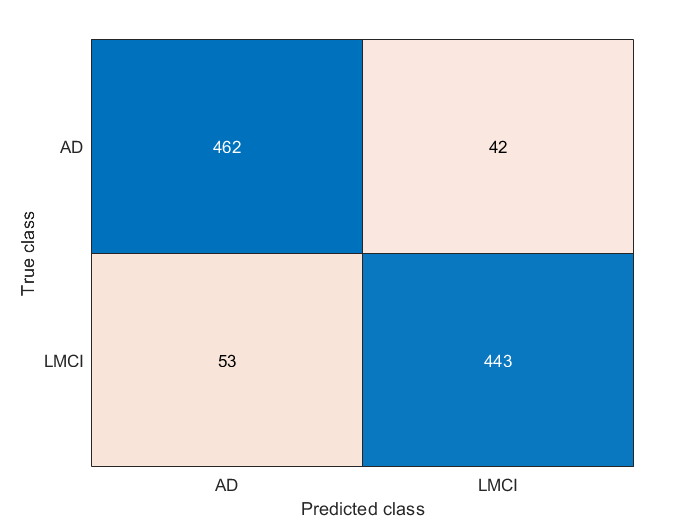 AD
462
42
True class
LMCI
53
443
AD
LMCI
Predicted class